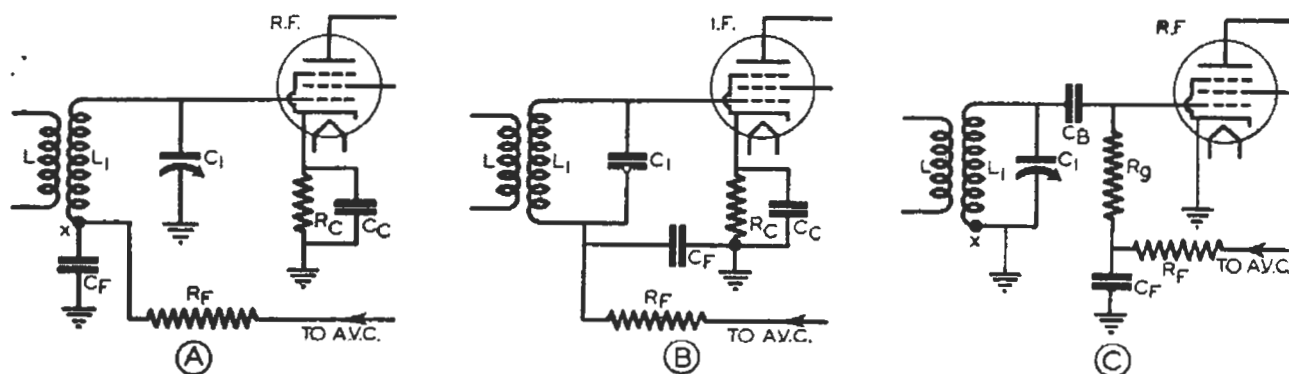 R.F.
L
L1
C1
RC
CC
X
CF
RF
TO A.V.C.
A
I.F.
L
L1
C1
RC
CC
CF
RF
TO A.V.C.
B
R.F
L
L1
C1
CB
Rg
X
RF
CF
TO A.V.C.
C